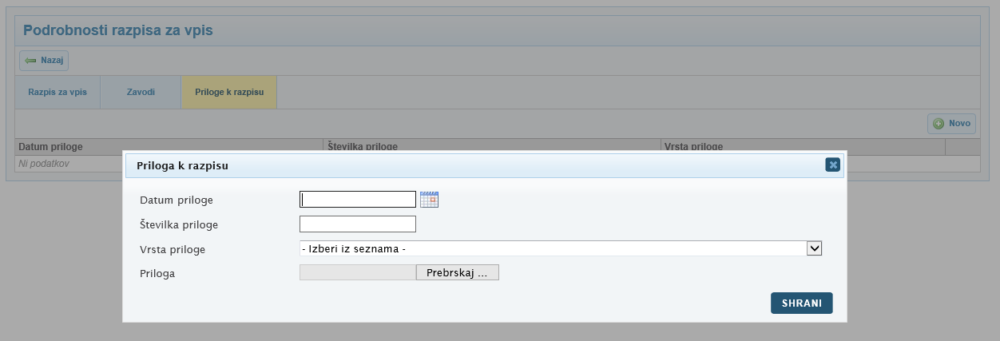 Podrobnosti razpisa za vpis
Nazaj
Razpis za vpis Zavodi Priloge k razpisu
Novo
Datum priloge Številka priloge Vrsta priloge
Ni podatkov
Priloga k razpisu
Datum priloge
Številka priloge
Vrsta priloge - Izberi iz seznama -
Priloga Prebrskaj ...
SHRANI